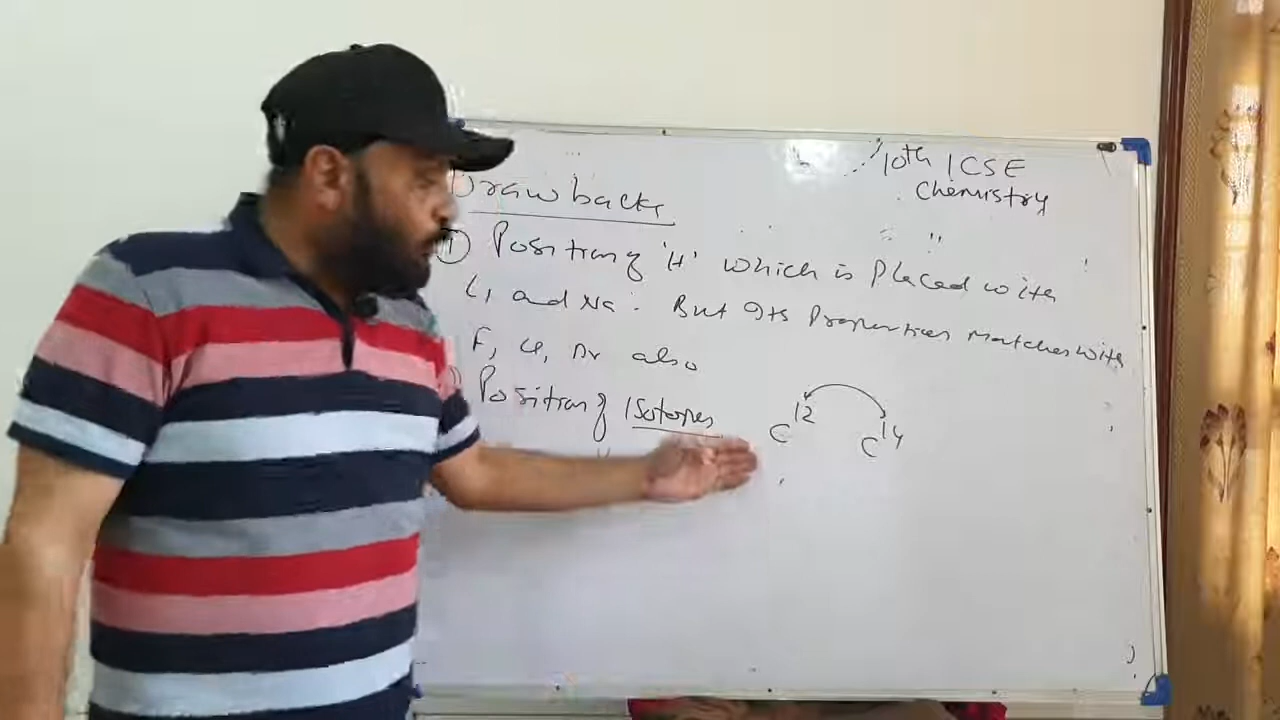 10th ICSE
Chemistry
Drawbacks
① Position of 'H' which is Placed with
Li and Na. But Its Properties Matches with
F, Cl, Br also
Position of Isotopes
C12 C14